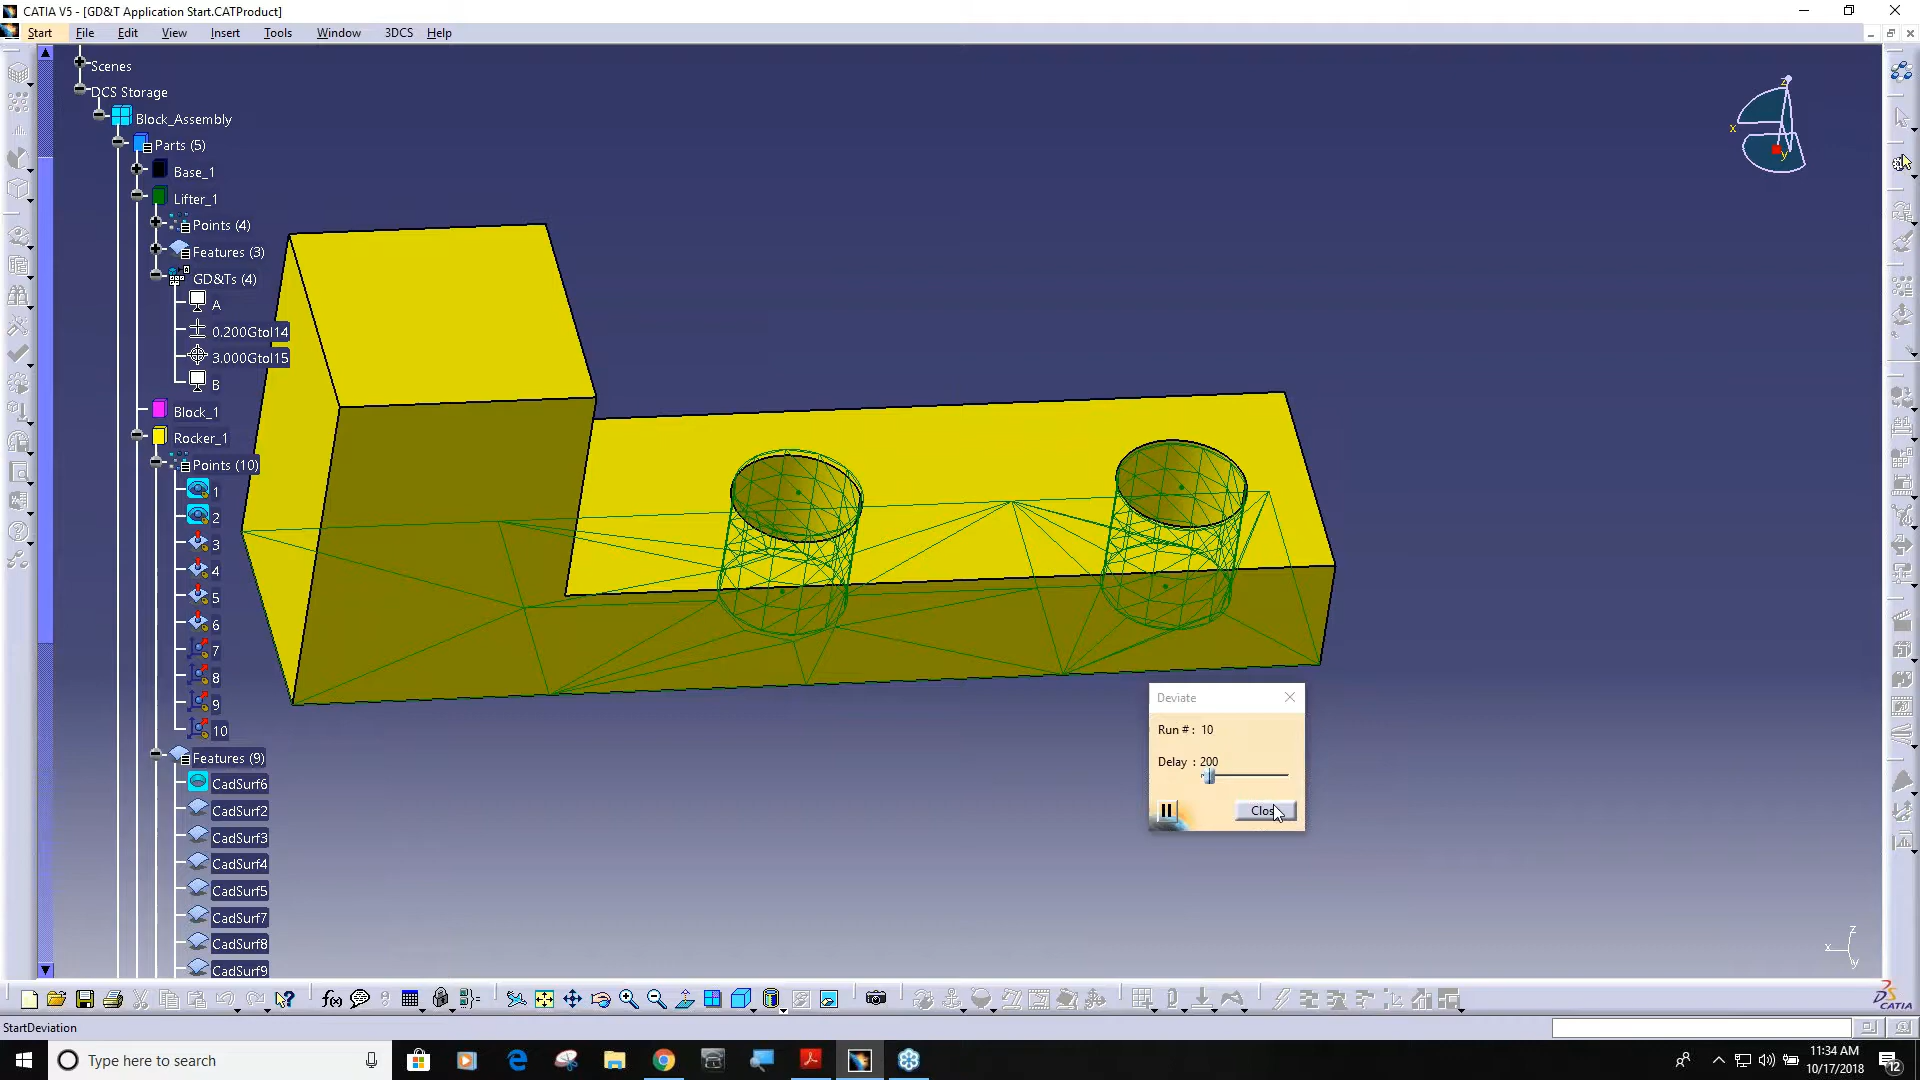 CATIA V5 - [GD&T Application Start.CATProduct]
Start File Edit View Insert Tools Window 3DCS Help
Scenes
DCS Storage
Block_Assembly
Parts (5)
Base_1
Lifter_1
Points (4)
Features (3)
GD&Ts (4)
A
0.200Gtol14
3.000Gtol15
B
Block_1
Rocker_1
Points (10)
1
2
3
4
5
6
7
8
9
10
Features (9)
CadSurf6
CadSurf2
CadSurf3
CadSurf4
CadSurf5
CadSurf7
CadSurf8
CadSurf9
z
x
y
Deviate
Run # : 10
Delay : 200
Clos
z
x
y
f(x)
CATIA
StartDeviation
Type here to search
11:34 AM
10/17/2018
12